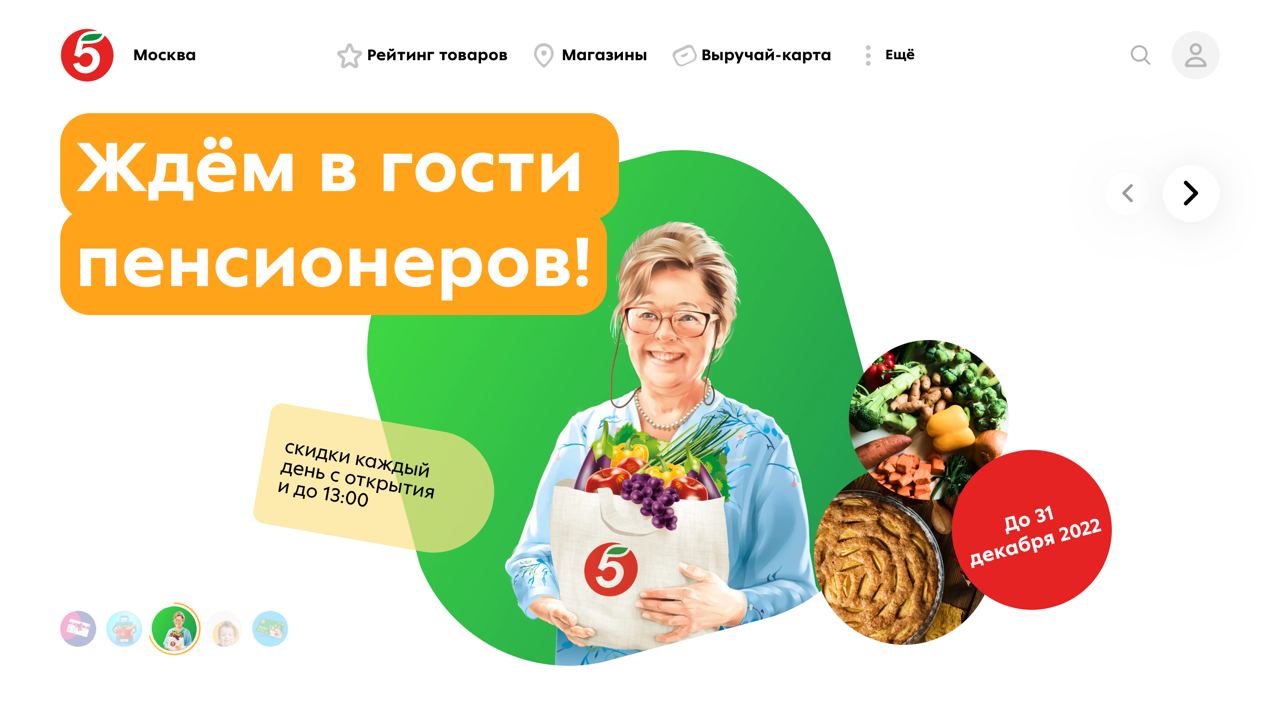 5
Москва
Рейтинг товаров
Магазины
Выручай-карта
Ещё
Ждём в гости
пенсионеров!
скидки каждый
день с открытия
и до 13:00
5
До 31
декабря 2022